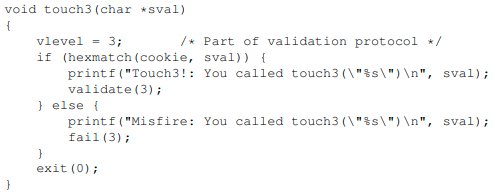 void touch3(char *sval)
{
    vlevel = 3;       /* Part of validation protocol */
    if (hexmatch(cookie, sval)) {
        printf("Touch3!: You called touch3(\"%s\")\n", sval);
        validate(3);
    } else {
        printf("Misfire: You called touch3(\"%s\")\n", sval);
        fail(3);
    }
    exit(0);
}